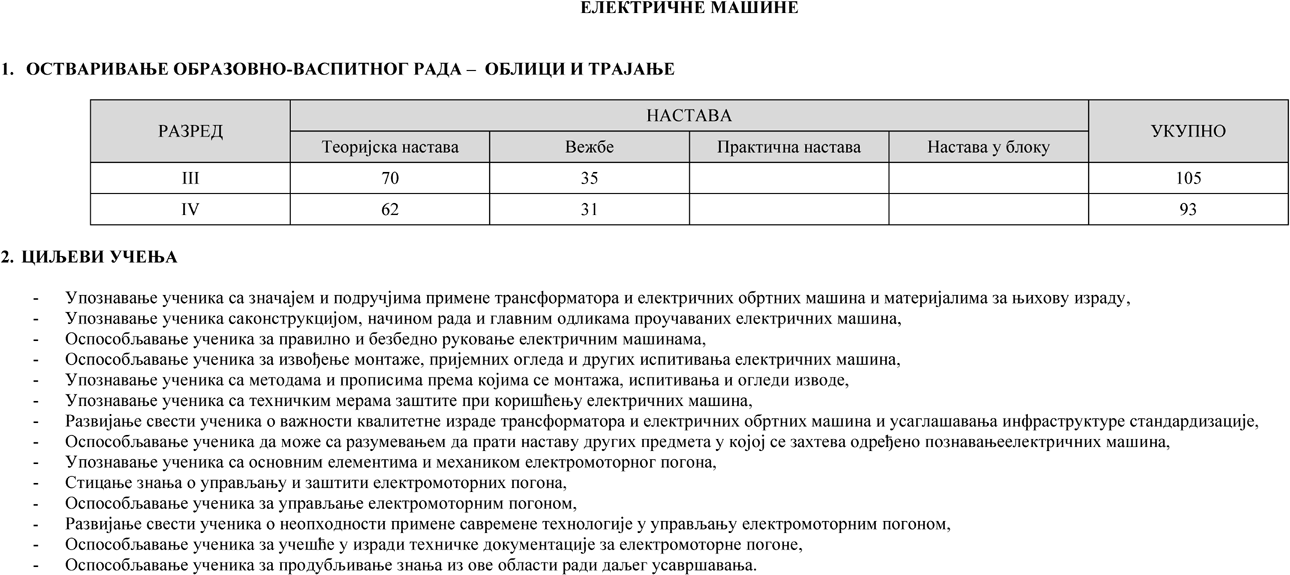 ЕЛЕКТРИЧНЕ МАШИНЕ
1. ОСТВАРИВАЊЕ ОБРАЗОВНО-ВАСПИТНОГ РАДА – ОБЛИЦИ И ТРАЈАЊЕ
РАЗРЕД НАСТАВА УКУПНО
Теоријска настава Вежбе Практична настава Настава у блоку
III 70 35 105
IV 62 31 93
2. ЦИЉЕВИ УЧЕЊА
- Упознавање ученика са значајем и подручјима примене трансформатора и електричних обртних машина и материјалима за њихову израду,
- Упознавање ученика саконструкцијом, начином рада и главним одликама проучаваних електричних машина,
- Оспособљавање ученика за правилно и безбедно руковање електричним машинама,
- Оспособљавање ученика за извођење монтаже, пријемних огледа и других испитивања електричних машина,
- Упознавање ученика са методама и прописима према којима се монтажа, испитивања и огледи изводе,
- Упознавање ученика са техничким мерама заштите при коришћењу електричних машина,
- Развијање свести ученика о важности квалитетне израде трансформатора и електричних обртних машина и усаглашавања инфраструктуре стандардизације,
- Оспособљавање ученика да може са разумевањем да прати наставу других предмета у којој се захтева одређено познавањеелектричних машина,
- Упознавање ученика са основним елементима и механиком електромоторног погона,
- Стицање знања о управљању и заштити електромоторних погона,
- Оспособљавање ученика за управљање електромоторним погоном,
- Развијање свести ученика о неопходности примене савремене технологије у управљању електромоторним погоном,
- Оспособљавање ученика за учешће у изради техничке документације за електромоторне погоне,
- Оспособљавање ученика за продубљивање знања из ове области ради даљег усавршавања.